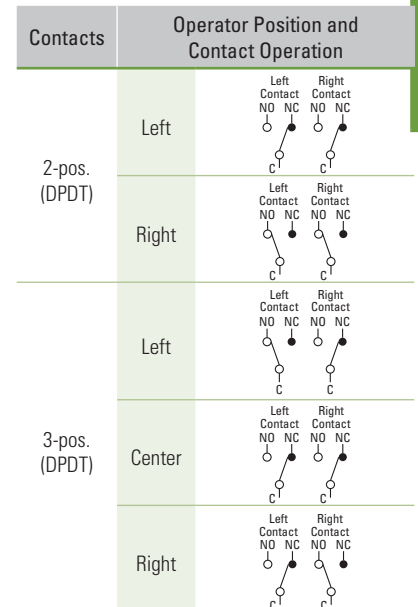 Contacts
Operator Position and
Contact Operation
2-pos.
(DPDT)
Left
Left Right
Contact Contact
NO NC NO NC
C C
Right
Left Right
Contact Contact
NO NC NO NC
C C
3-pos.
(DPDT)
Left
Left Right
Contact Contact
NO NC NO NC
C C
Center
Left Right
Contact Contact
NO NC NO NC
C C
Right
Left Right
Contact Contact
NO NC NO NC
C C